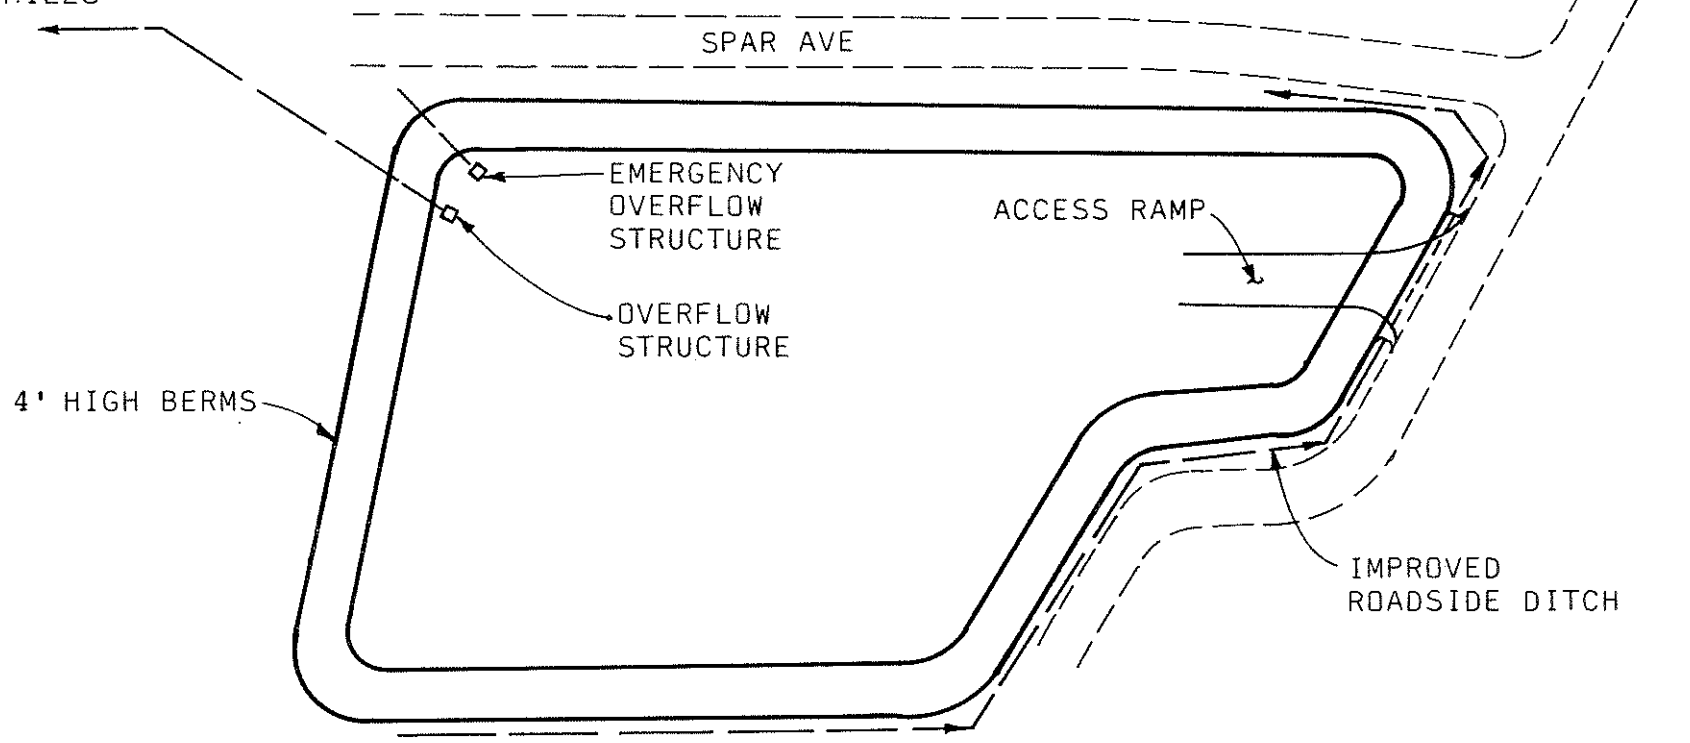 SPAR AVE
EMERGENCY
OVERFLOW
STRUCTURE
ACCESS RAMP
OVERFLOW
STRUCTURE
4' HIGH BERMS
IMPROVED
ROADSIDE DITCH